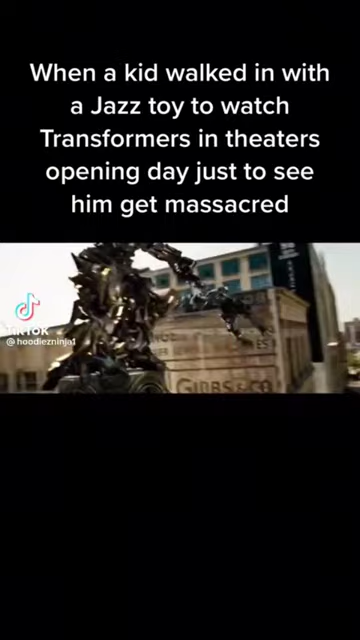 When a kid walked in with
a Jazz toy to watch
Transformers in theaters
opening day just to see
him get massacred
TikTok
@hoodiezninja1
GIBBS & CO